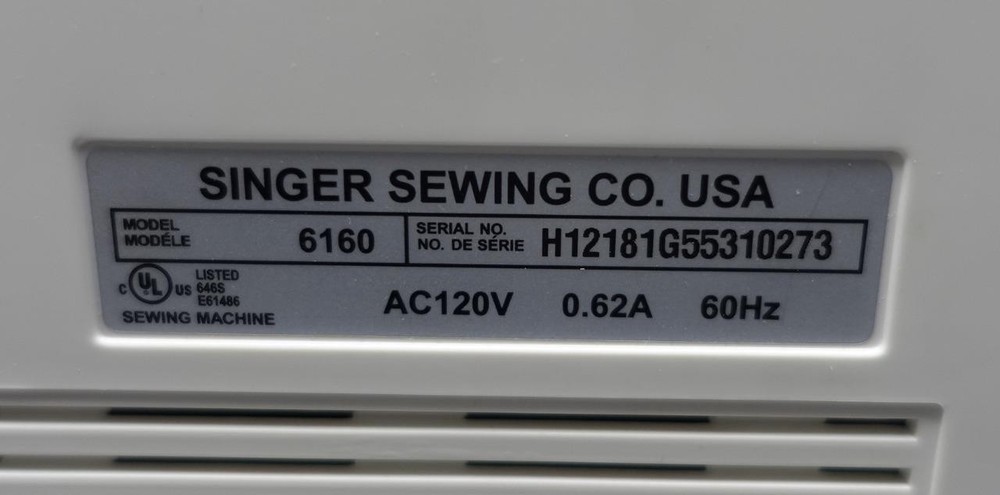 SINGER SEWING CO. USA
MODEL
MODÉLE
6160
SERIAL NO.
NO. DE SÉRIE
H12181G55310273
C UL US
LISTED
646S
E61486
SEWING MACHINE
AC120V 0.62A 60Hz